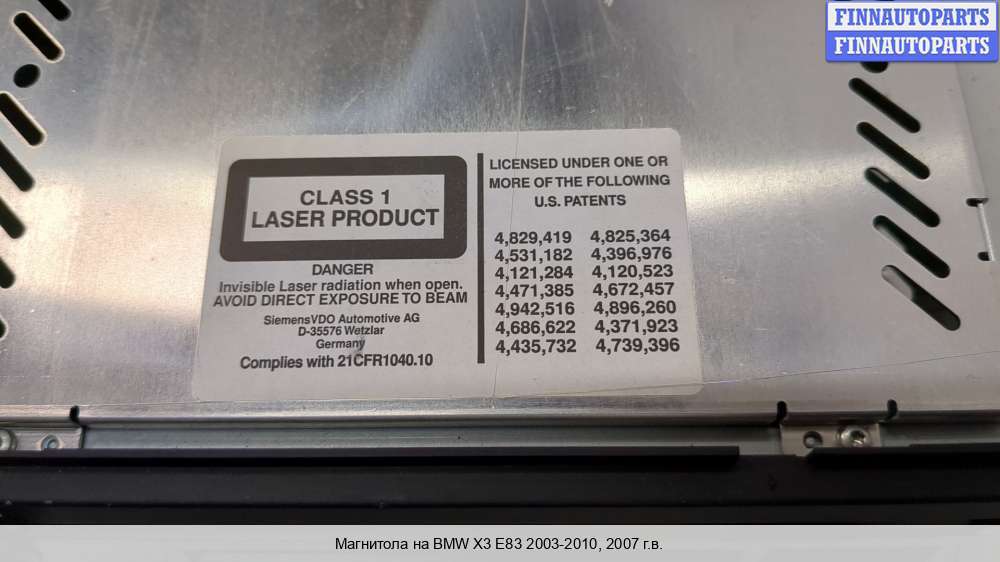 FINNAUTOPARTS
FINNAUTOPARTS
CLASS 1
LASER PRODUCT
DANGER
Invisible Laser radiation when open.
AVOID DIRECT EXPOSURE TO BEAM
SiemensVDO Automotive AG
D-35576 Wetzlar
Germany
Complies with 21CFR1040.10
LICENSED UNDER ONE OR
MORE OF THE FOLLOWING
U.S. PATENTS
4,829,419 4,825,364
4,531,182 4,396,976
4,121,284 4,120,523
4,471,385 4,672,457
4,942,516 4,896,260
4,686,622 4,371,923
4,435,732 4,739,396
Магнитола на BMW X3 E83 2003-2010, 2007 г.в.